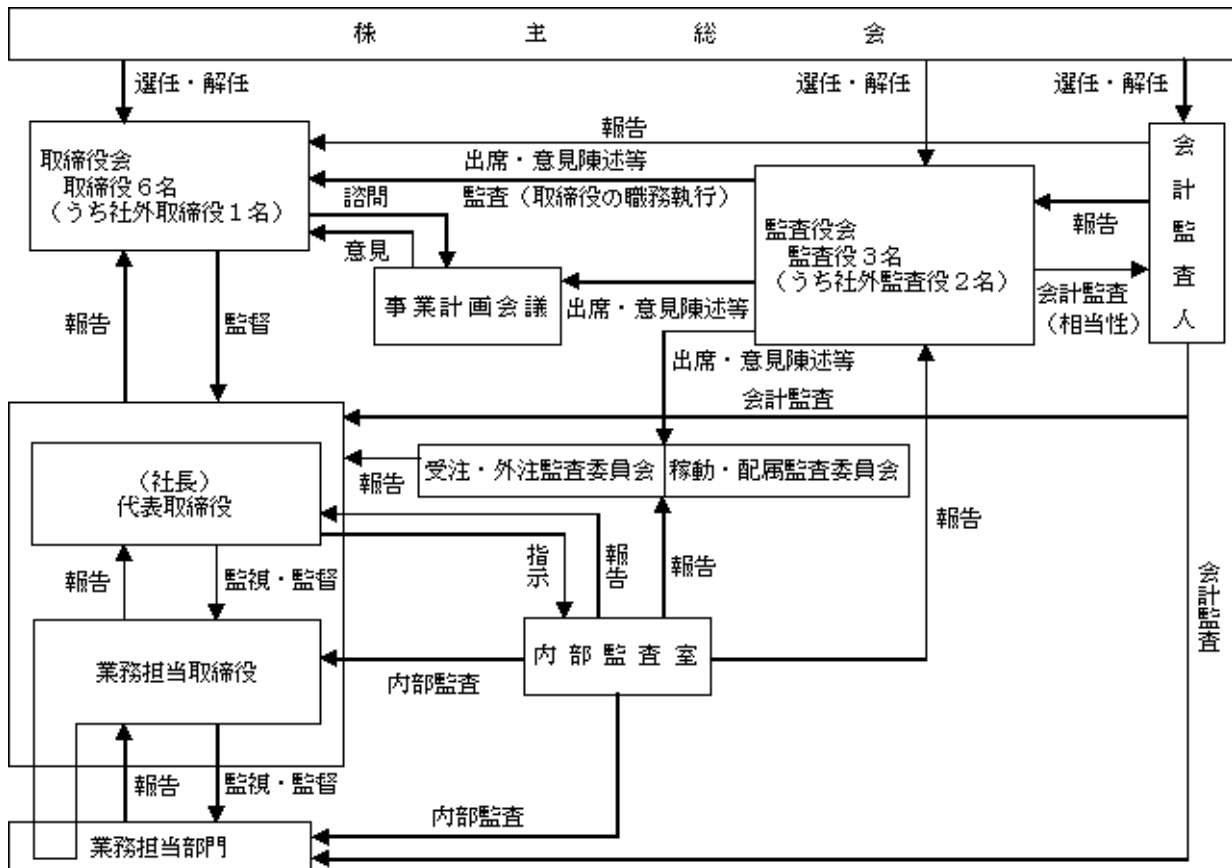 株主総会
選任・解任
選任・解任
選任・解任
報告
取締役会
取締役6名
（うち社外取締役1名）
出席・意見陳述等
監査（取締役の職務執行）
諮問
意見
会計監査人
監査役会
監査役3名
（うち社外監査役2名）
報告
会計監査
（相当性）
事業計画会議
出席・意見陳述等
出席・意見陳述等
報告
監督
会計監査
（社長）
代表取締役
報告
受注・外注監査委員会
稼動・配属監査委員会
報告
監視・監督
指示
報告
報告
報告
会計監査
業務担当取締役
内部監査
内部監査室
報告
監視・監督
内部監査
業務担当部門